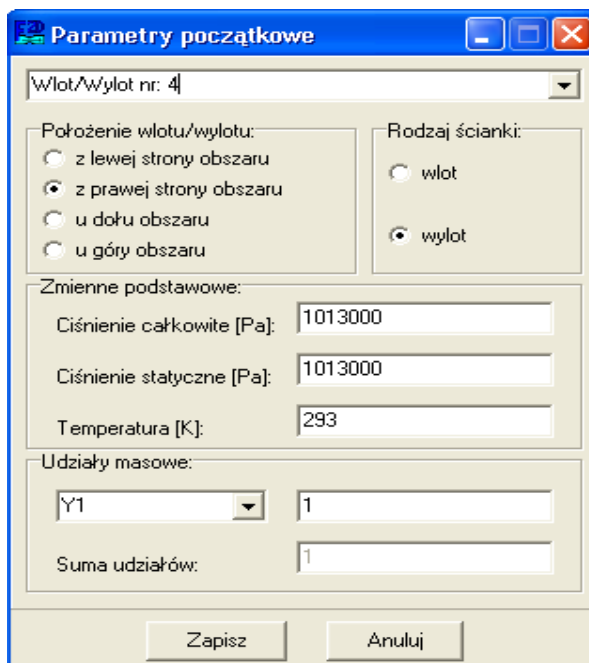 Parametry początkowe
Wlot/Wylot nr: 4
Położenie wlotu/wylotu:
z lewej strony obszaru
z prawej strony obszaru
u dołu obszaru
u góry obszaru
Rodzaj ścianki:
wlot
wylot
Zmienne podstawowe:
Ciśnienie całkowite [Pa]: 1013000
Ciśnienie statyczne [Pa]: 1013000
Temperatura [K]: 293
Udziały masowe:
Y1 1
Suma udziałów: 1
Zapisz Anuluj